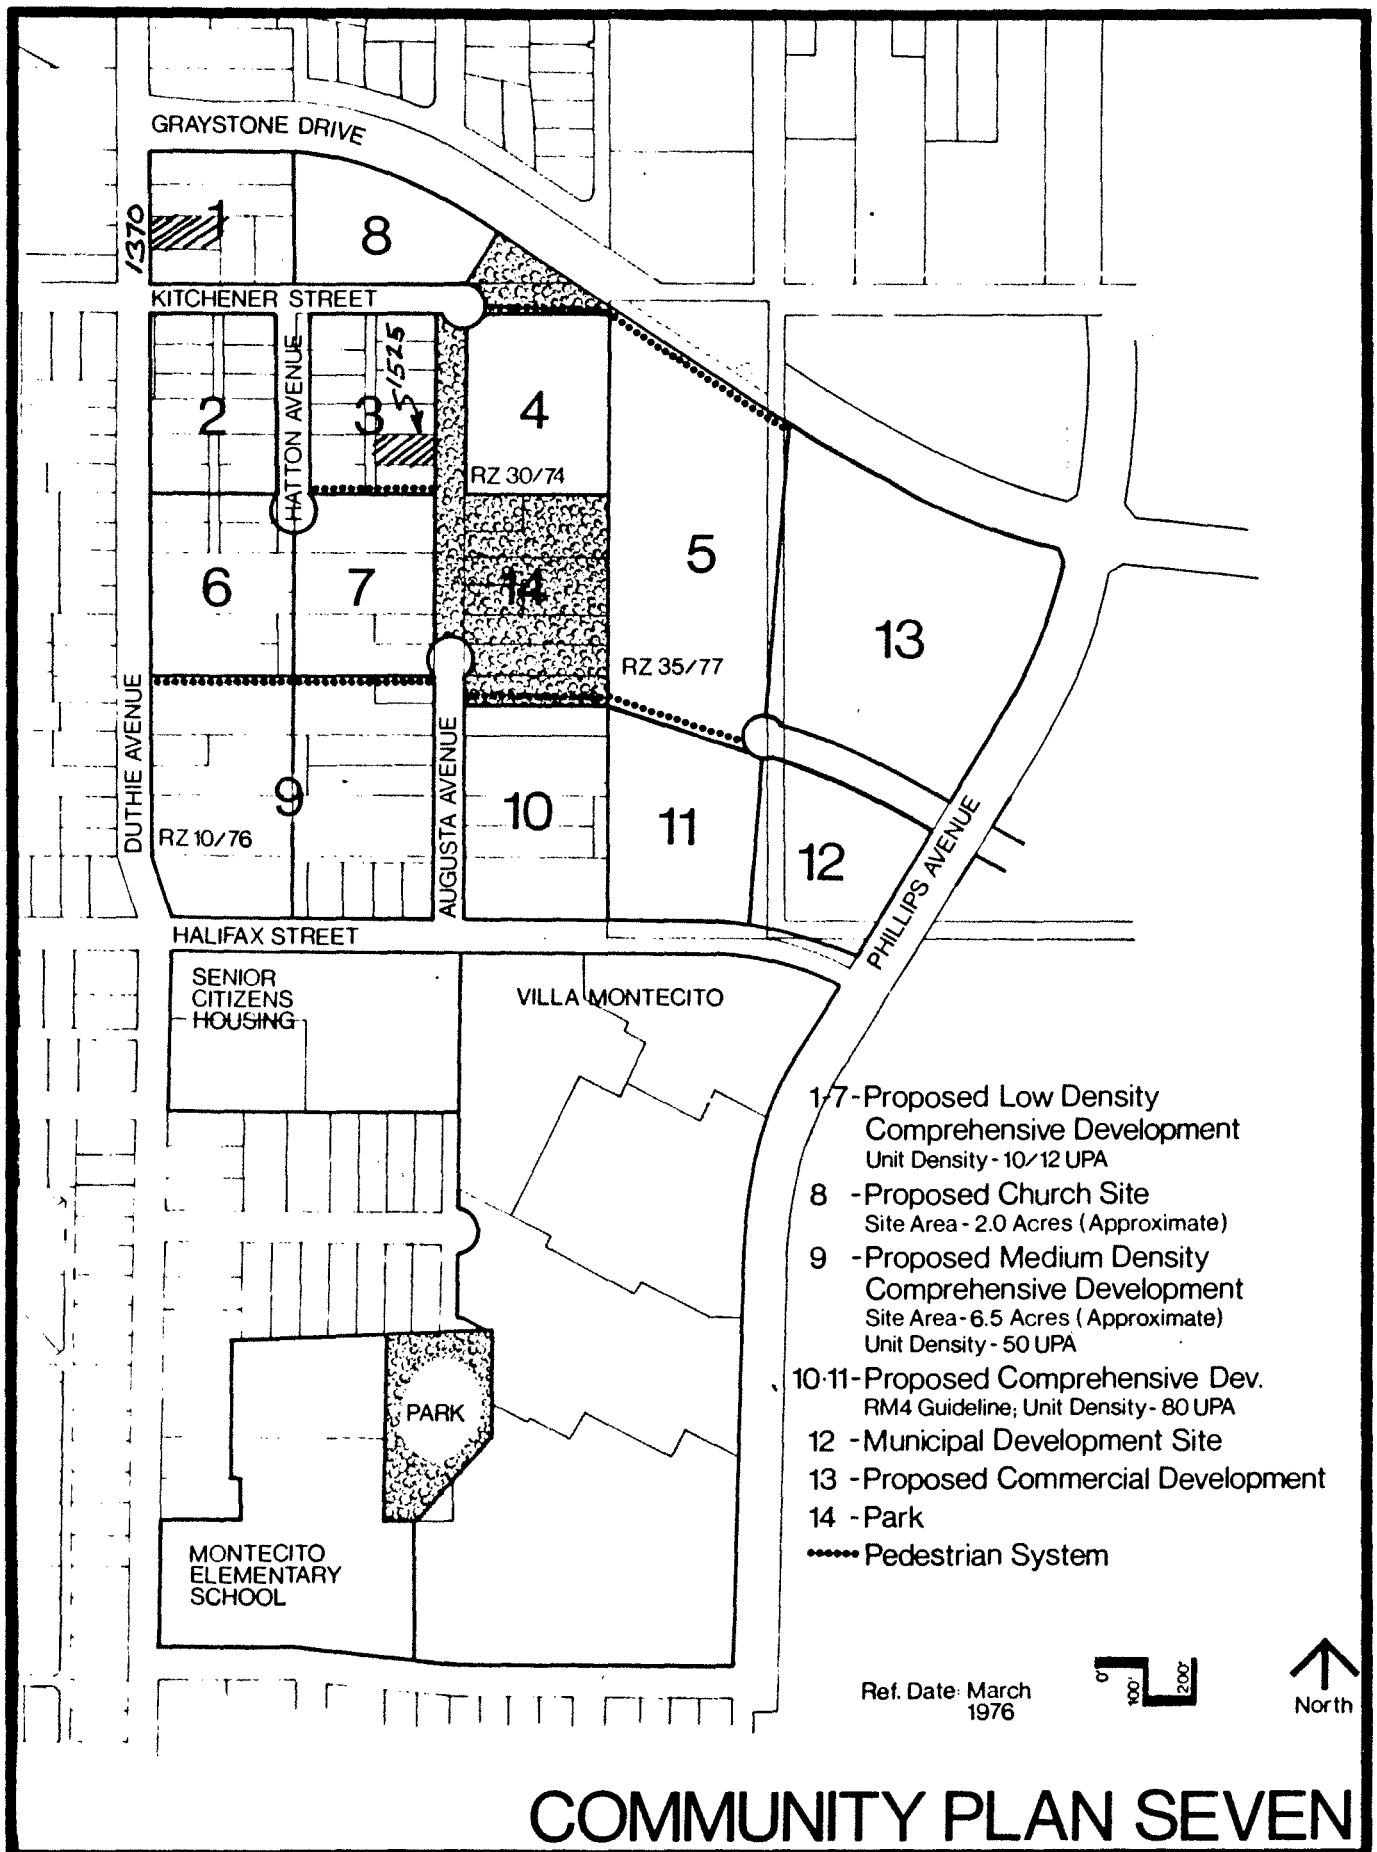 GRAYSTONE DRIVE
1370
1
8
KITCHENER STREET
HATTON AVENUE
1525
2
3
4
RZ 30/74
5
6
7
14
13
RZ 35/77
DUTHIE AVENUE
AUGUSTA AVENUE
9
10
11
12
RZ 10/76
PHILLIPS AVENUE
HALIFAX STREET
SENIOR
CITIZENS
HOUSING
VILLA MONTECITO
1-7-Proposed Low Density
Comprehensive Development
Unit Density - 10/12 UPA
8 -Proposed Church Site
Site Area - 2.0 Acres (Approximate)
9 -Proposed Medium Density
Comprehensive Development
Site Area - 6.5 Acres (Approximate)
Unit Density - 50 UPA
10·11-Proposed Comprehensive Dev.
RM4 Guideline; Unit Density - 80 UPA
12 -Municipal Development Site
13 -Proposed Commercial Development
14 -Park
Pedestrian System
PARK
MONTECITO
ELEMENTARY
SCHOOL
Ref. Date: March
1976
0'
100'
200'
North
COMMUNITY PLAN SEVEN